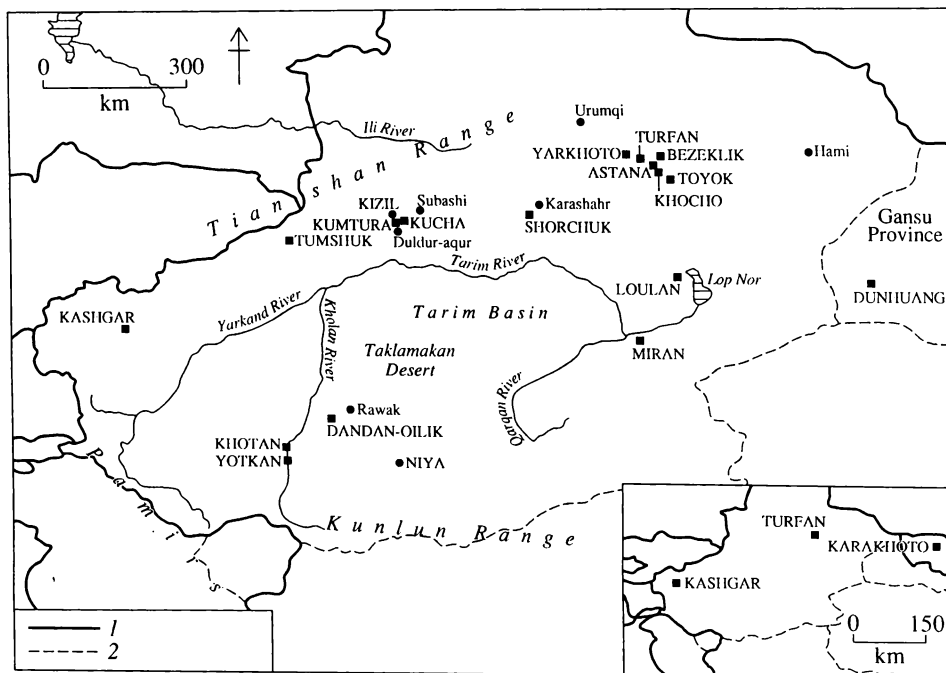 0 300
km
Ili River
Tian shan Range
Urumqi
TURFAN
YARKHOTO
BEZEKLIK
ASTANA
TOYOK
KHOCHO
Hami
KIZIL
Subashi
KUMTURA
KUCHA
Duldur-aqur
TUMSHUK
Karashahr
SHORCHUK
Gansu
Province
Tarim River
LOULAN
Lop Nor
DUNHUANG
KASHGAR
Yarkand River
Kholan River
Tarim Basin
Taklamakan
Desert
MIRAN
Qarqan River
Rawak
DANDAN-OILIK
KHOTAN
YOTKAN
NIYA
Pamirs
Kunlun Range
1
2
TURFAN
KARAKHOTO
KASHGAR
0 150
km